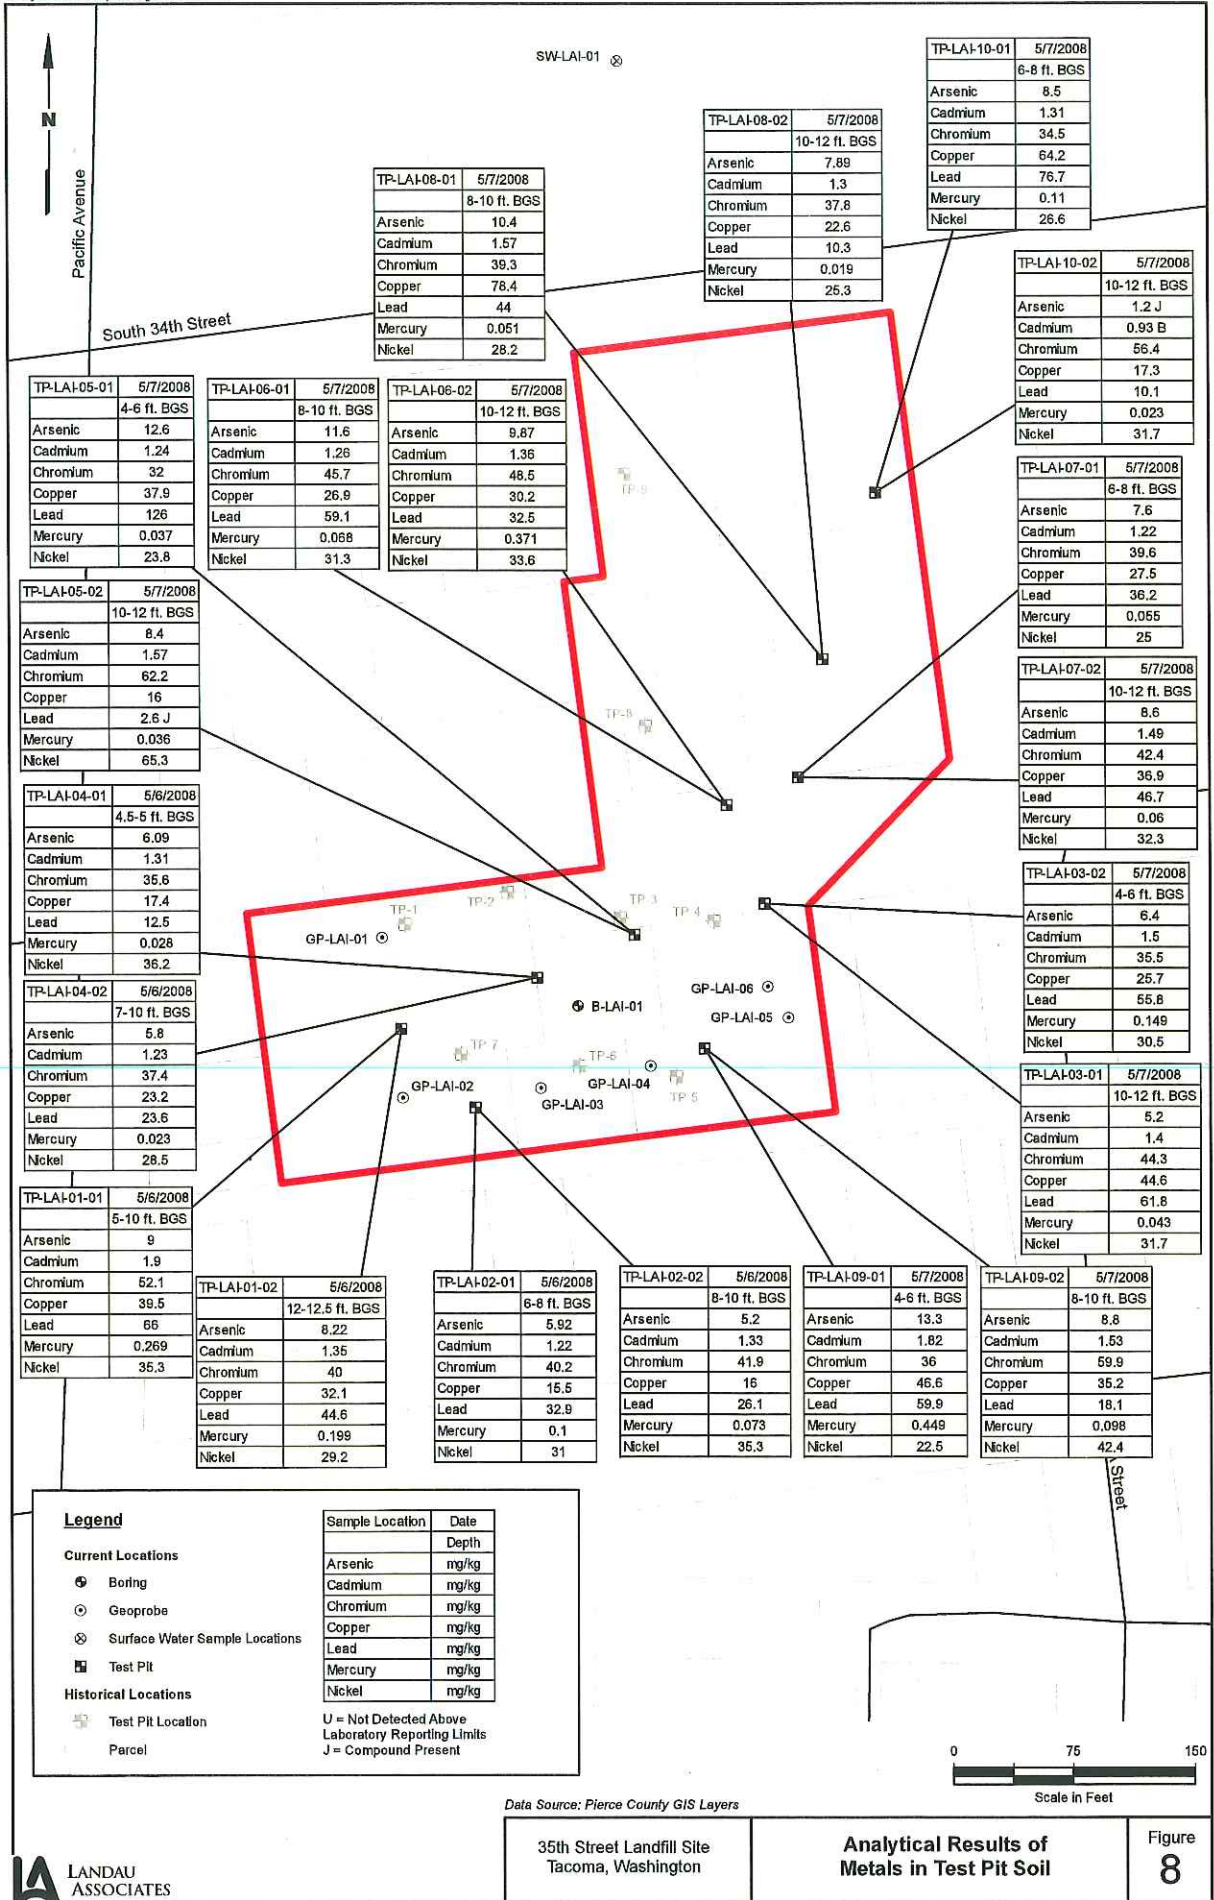 N
Pacific Avenue
South 34th Street
SW-LAI-01
TP-LAI-10-01 5/7/2008
6-8 ft. BGS
Arsenic 8.5
Cadmium 1.31
Chromium 34.5
Copper 64.2
Lead 76.7
Mercury 0.11
Nickel 26.6
TP-LAI-08-02 5/7/2008
10-12 ft. BGS
Arsenic 7.89
Cadmium 1.3
Chromium 37.8
Copper 22.6
Lead 10.3
Mercury 0.019
Nickel 25.3
TP-LAI-08-01 5/7/2008
8-10 ft. BGS
Arsenic 10.4
Cadmium 1.57
Chromium 39.3
Copper 78.4
Lead 44
Mercury 0.051
Nickel 28.2
TP-LAI-10-02 5/7/2008
10-12 ft. BGS
Arsenic 1.2 J
Cadmium 0.93 B
Chromium 56.4
Copper 17.3
Lead 10.1
Mercury 0.023
Nickel 31.7
TP-LAI-05-01 5/7/2008
4-6 ft. BGS
Arsenic 12.6
Cadmium 1.24
Chromium 32
Copper 37.9
Lead 126
Mercury 0.037
Nickel 23.8
TP-LAI-06-01 5/7/2008
8-10 ft. BGS
Arsenic 11.6
Cadmium 1.26
Chromium 45.7
Copper 26.9
Lead 59.1
Mercury 0.068
Nickel 31.3
TP-LAI-06-02 5/7/2008
10-12 ft. BGS
Arsenic 9.87
Cadmium 1.36
Chromium 48.5
Copper 30.2
Lead 32.5
Mercury 0.371
Nickel 33.6
TP-LAI-07-01 5/7/2008
6-8 ft. BGS
Arsenic 7.6
Cadmium 1.22
Chromium 39.6
Copper 27.5
Lead 36.2
Mercury 0.055
Nickel 25
TP-LAI-05-02 5/7/2008
10-12 ft. BGS
Arsenic 8.4
Cadmium 1.57
Chromium 62.2
Copper 16
Lead 2.6 J
Mercury 0.036
Nickel 65.3
TP-LAI-07-02 5/7/2008
10-12 ft. BGS
Arsenic 8.6
Cadmium 1.49
Chromium 42.4
Copper 36.9
Lead 46.7
Mercury 0.06
Nickel 32.3
TP-LAI-04-01 5/6/2008
4.5-5 ft. BGS
Arsenic 6.09
Cadmium 1.31
Chromium 35.6
Copper 17.4
Lead 12.5
Mercury 0.028
Nickel 36.2
TP-LAI-03-02 5/7/2008
4-6 ft. BGS
Arsenic 6.4
Cadmium 1.5
Chromium 35.5
Copper 25.7
Lead 55.8
Mercury 0.149
Nickel 30.5
TP-9
TP-8
TP-1
TP-2
TP 3
TP 4
GP-LAI-01
B-LAI-01
GP-LAI-06
GP-LAI-05
TP 7
TP-6
TP 5
GP-LAI-02
GP-LAI-03
GP-LAI-04
TP-LAI-04-02 5/6/2008
7-10 ft. BGS
Arsenic 5.8
Cadmium 1.23
Chromium 37.4
Copper 23.2
Lead 23.6
Mercury 0.023
Nickel 28.5
TP-LAI-03-01 5/7/2008
10-12 ft. BGS
Arsenic 5.2
Cadmium 1.4
Chromium 44.3
Copper 44.6
Lead 61.8
Mercury 0.043
Nickel 31.7
TP-LAI-01-01 5/6/2008
5-10 ft. BGS
Arsenic 9
Cadmium 1.9
Chromium 52.1
Copper 39.5
Lead 66
Mercury 0.269
Nickel 35.3
TP-LAI-01-02 5/6/2008
12-12.5 ft. BGS
Arsenic 8.22
Cadmium 1.35
Chromium 40
Copper 32.1
Lead 44.6
Mercury 0.199
Nickel 29.2
TP-LAI-02-01 5/6/2008
6-8 ft. BGS
Arsenic 5.92
Cadmium 1.22
Chromium 40.2
Copper 15.5
Lead 32.9
Mercury 0.1
Nickel 31
TP-LAI-02-02 5/6/2008
8-10 ft. BGS
Arsenic 5.2
Cadmium 1.33
Chromium 41.9
Copper 16
Lead 26.1
Mercury 0.073
Nickel 35.3
TP-LAI-09-01 5/7/2008
4-6 ft. BGS
Arsenic 13.3
Cadmium 1.82
Chromium 36
Copper 46.6
Lead 59.9
Mercury 0.449
Nickel 22.5
TP-LAI-09-02 5/7/2008
8-10 ft. BGS
Arsenic 8.8
Cadmium 1.53
Chromium 59.9
Copper 35.2
Lead 18.1
Mercury 0.098
Nickel 42.4
Street
Legend
Current Locations
Boring
Geoprobe
Surface Water Sample Locations
Test Pit
Historical Locations
Test Pit Location
Parcel
Sample Location Date
Depth
Arsenic mg/kg
Cadmium mg/kg
Chromium mg/kg
Copper mg/kg
Lead mg/kg
Mercury mg/kg
Nickel mg/kg
U = Not Detected Above
Laboratory Reporting Limits
J = Compound Present
0 75 150
Scale in Feet
Data Source: Pierce County GIS Layers
LANDAU
ASSOCIATES
35th Street Landfill Site
Tacoma, Washington
Analytical Results of
Metals in Test Pit Soil
Figure
8